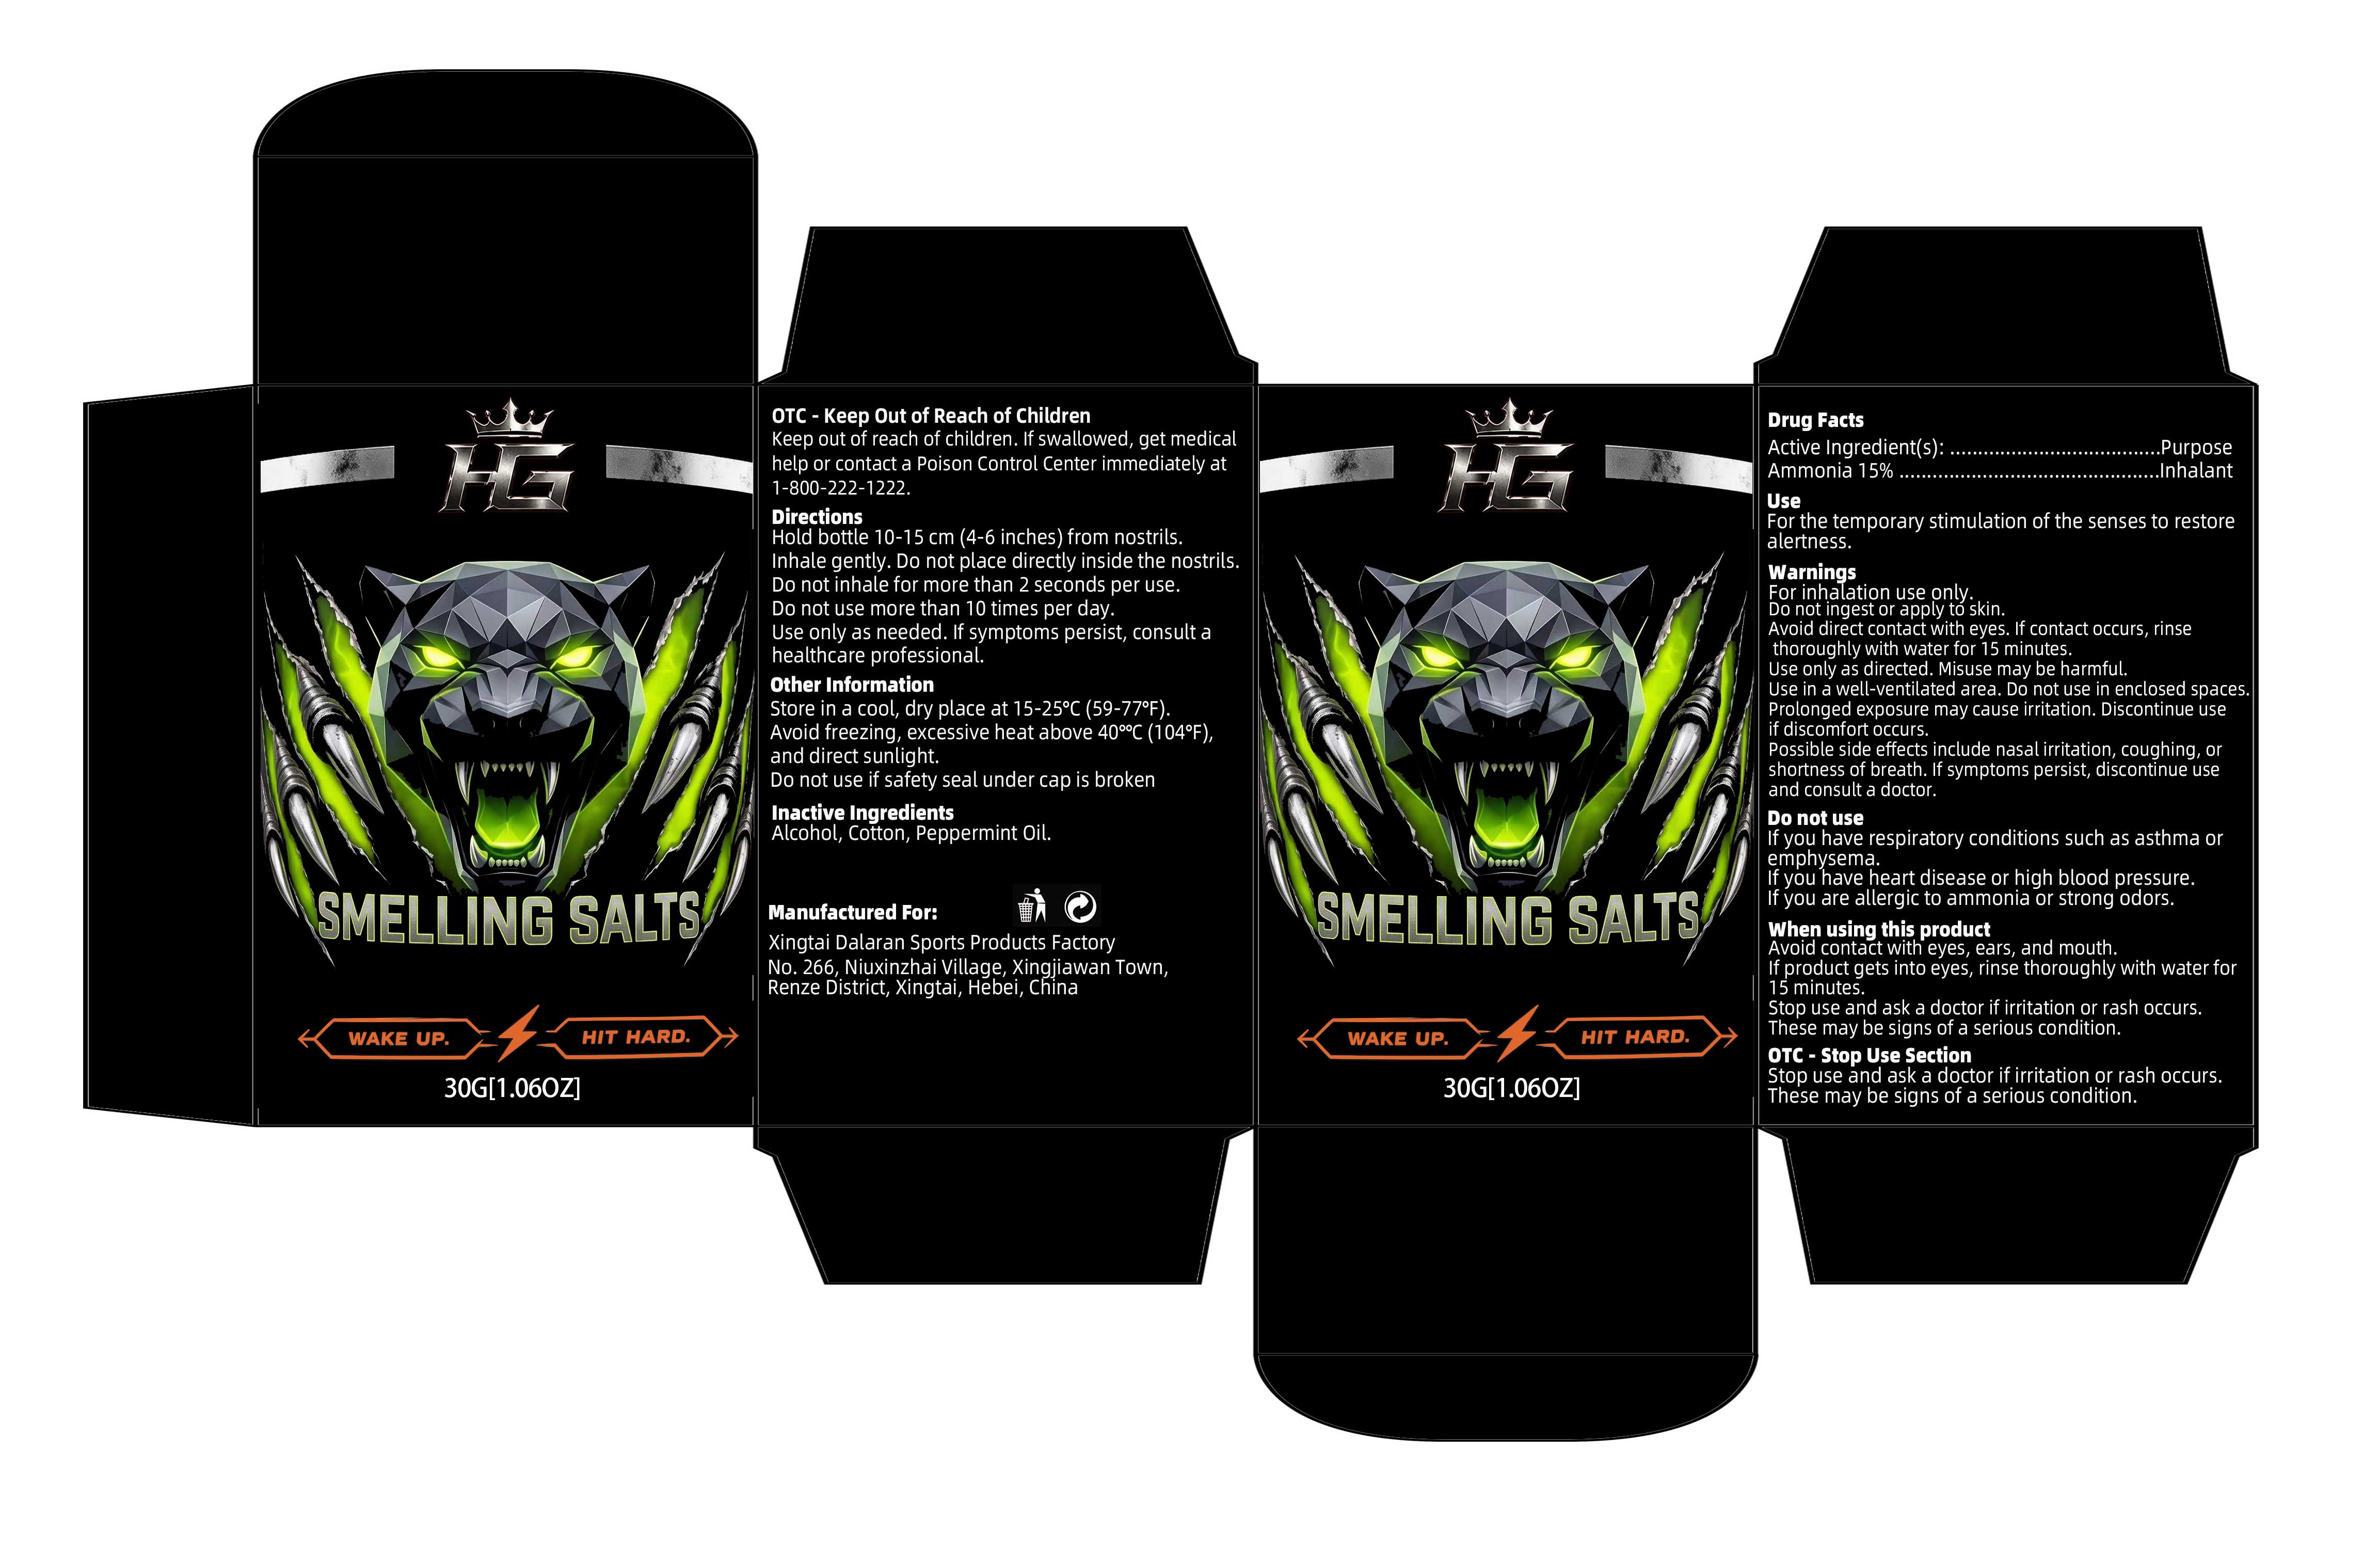 HG
SMELLING SALTS
WAKE UP.
HIT HARD.
30G[1.06OZ]
OTC - Keep Out of Reach of Children
Keep out of reach of children. If swallowed, get medical
help or contact a Poison Control Center immediately at
1-800-222-1222.
Directions
Hold bottle 10-15 cm (4-6 inches) from nostrils.
Inhale gently. Do not place directly inside the nostrils.
Do not inhale for more than 2 seconds per use.
Do not use more than 10 times per day.
Use only as needed. If symptoms persist, consult a
healthcare professional.
Other Information
Store in a cool, dry place at 15-25°C (59-77°F).
Avoid freezing, excessive heat above 40°°C (104°F),
and direct sunlight.
Do not use if safety seal under cap is broken
Inactive Ingredients
Alcohol, Cotton, Peppermint Oil.
Manufactured For:
Xingtai Dalaran Sports Products Factory
No. 266, Niuxinzhai Village, Xingjiawan Town,
Renze District, Xingtai, Hebei, China
HG
SMELLING SALTS
WAKE UP.
HIT HARD.
30G[1.06OZ]
Drug Facts
Active Ingredient(s): ......................................Purpose
Ammonia 15% ...............................................Inhalant
Use
For the temporary stimulation of the senses to restore
alertness.
Warnings
For inhalation use only.
Do not ingest or apply to skin.
Avoid direct contact with eyes. If contact occurs, rinse
thoroughly with water for 15 minutes.
Use only as directed. Misuse may be harmful.
Use in a well-ventilated area. Do not use in enclosed spaces.
Prolonged exposure may cause irritation. Discontinue use
if discomfort occurs.
Possible side effects include nasal irritation, coughing, or
shortness of breath. If symptoms persist, discontinue use
and consult a doctor.
Do not use
If you have respiratory conditions such as asthma or
emphysema.
If you have heart disease or high blood pressure.
If you are allergic to ammonia or strong odors.
When using this product
Avoid contact with eyes, ears, and mouth.
If product gets into eyes, rinse thoroughly with water for
15 minutes.
Stop use and ask a doctor if irritation or rash occurs.
These may be signs of a serious condition.
OTC - Stop Use Section
Stop use and ask a doctor if irritation or rash occurs.
These may be signs of a serious condition.